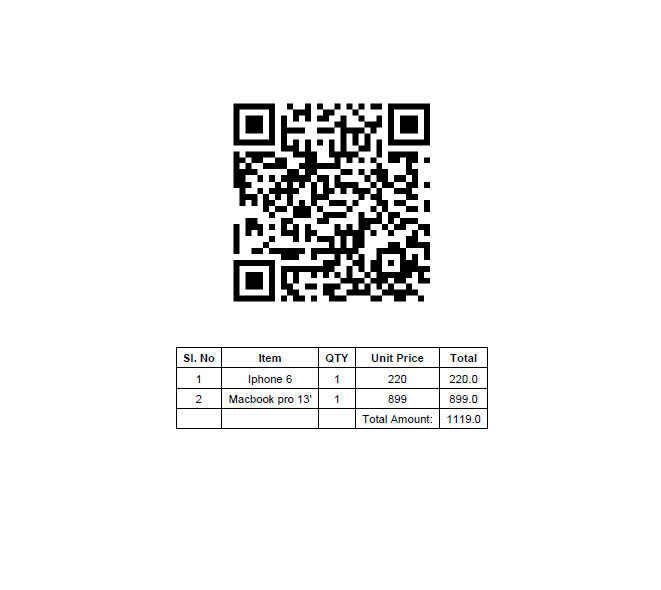 Sl. No Item QTY Unit Price Total
1 Iphone 6 1 220 220.0
2 Macbook pro 13' 1 899 899.0
Total Amount: 1119.0